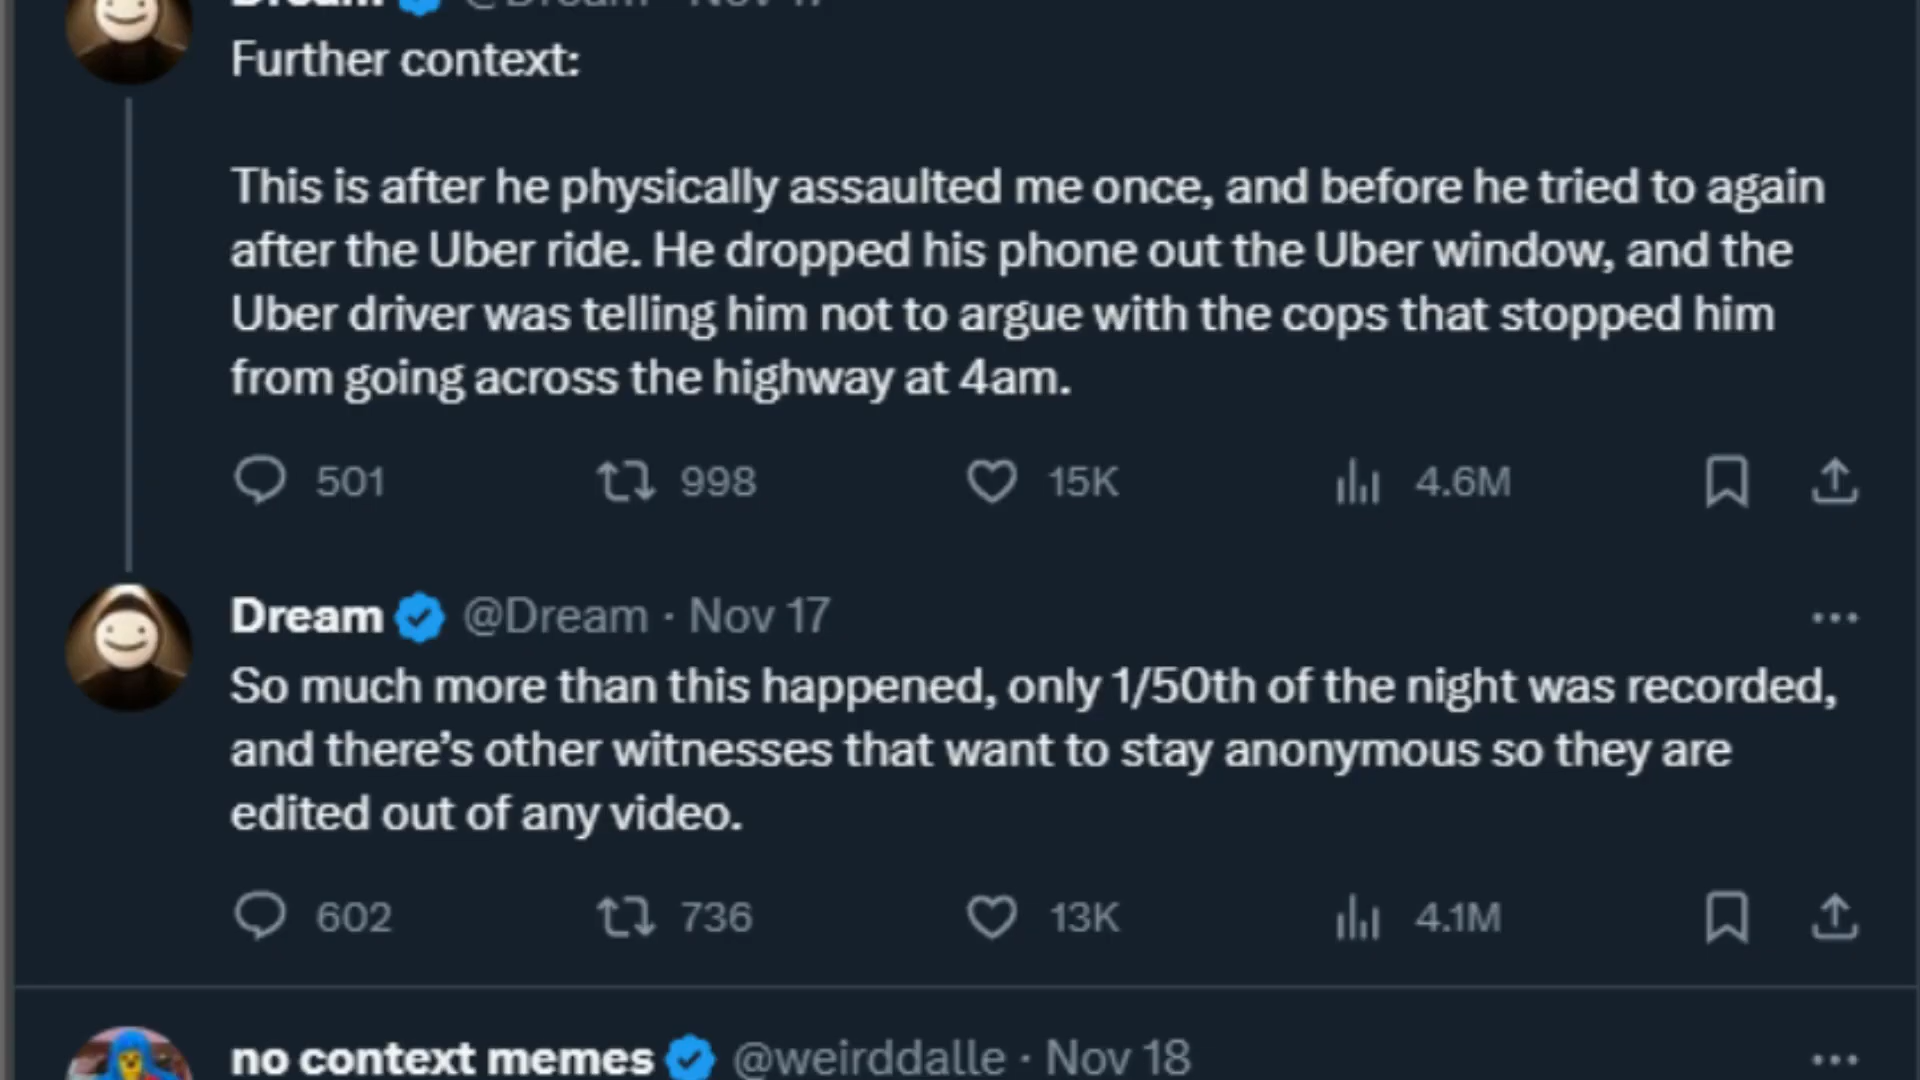 Dream @Dream · Nov 17
Further context:
This is after he physically assaulted me once, and before he tried to again
after the Uber ride. He dropped his phone out the Uber window, and the
Uber driver was telling him not to argue with the cops that stopped him
from going across the highway at 4am.
501 998 15K 4.6M
Dream @Dream · Nov 17
So much more than this happened, only 1/50th of the night was recorded,
and there’s other witnesses that want to stay anonymous so they are
edited out of any video.
602 736 13K 4.1M
no context memes @weirddalle · Nov 18